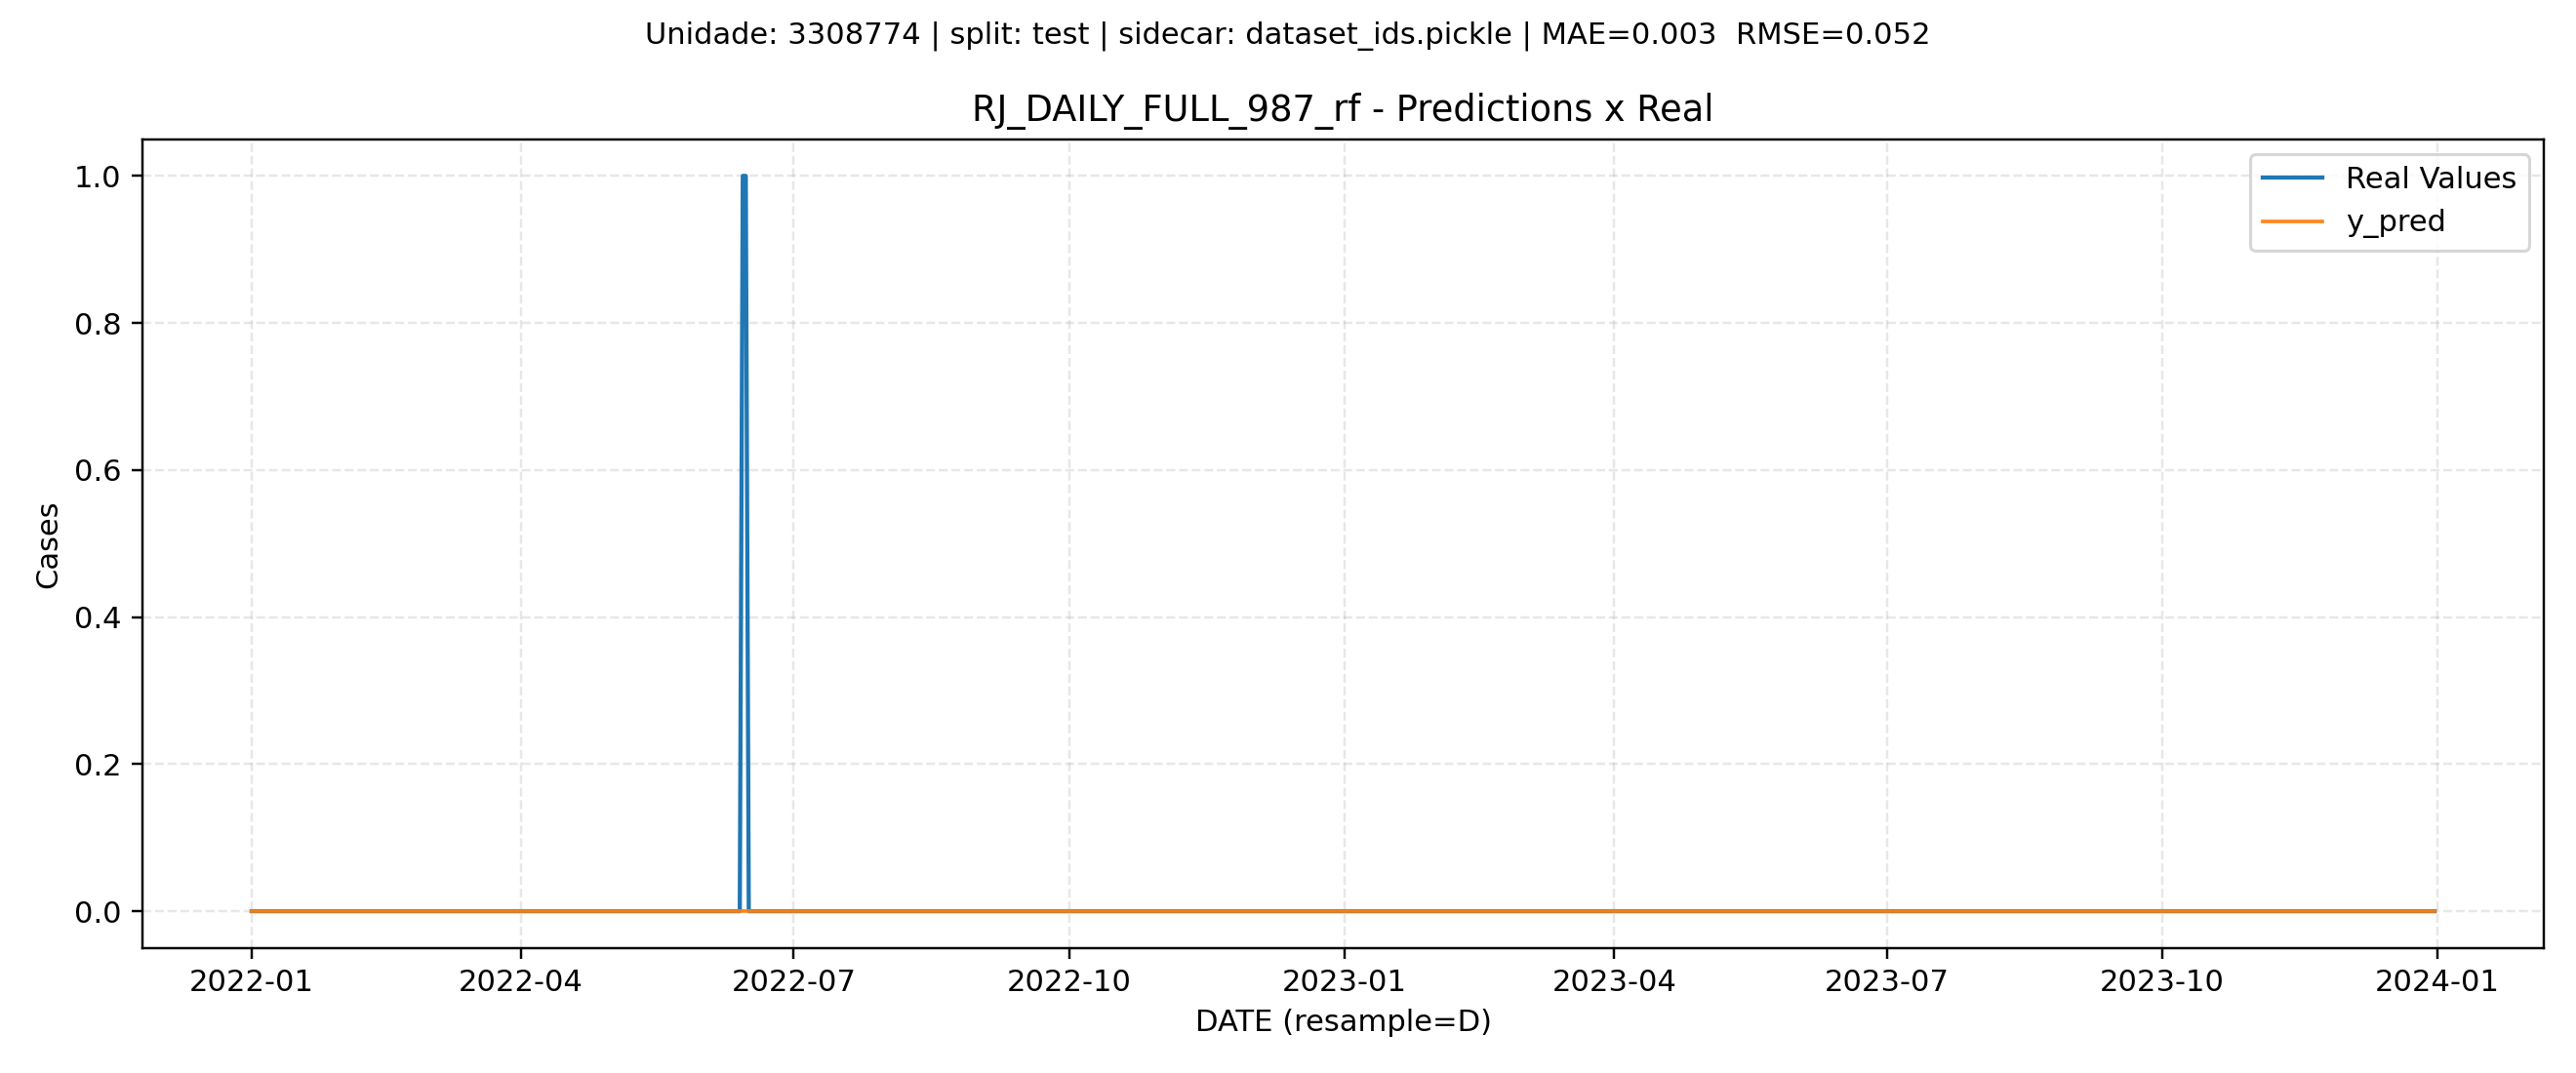 Unidade: 3308774 | split: test | sidecar: dataset_ids.pickle | MAE=0.003  RMSE=0.052
RJ_DAILY_FULL_987_rf - Predictions x Real
Real Values
y_pred
1.0
0.8
0.6
0.4
0.2
0.0
Cases
2022-01 2022-04 2022-07 2022-10 2023-01 2023-04 2023-07 2023-10 2024-01
DATE (resample=D)